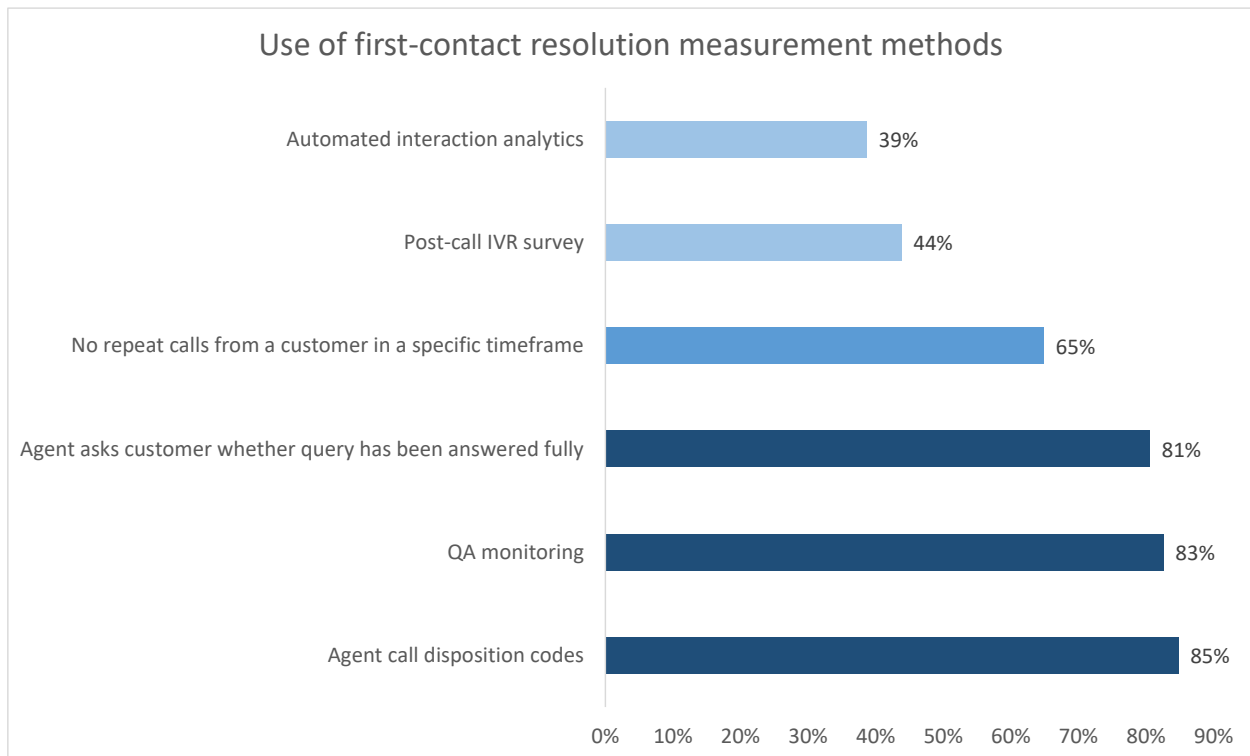 Use of first-contact resolution measurement methods
Automated interaction analytics
39%
Post-call IVR survey
44%
No repeat calls from a customer in a specific timeframe
65%
Agent asks customer whether query has been answered fully
81%
QA monitoring
83%
Agent call disposition codes
85%
0% 10% 20% 30% 40% 50% 60% 70% 80% 90%